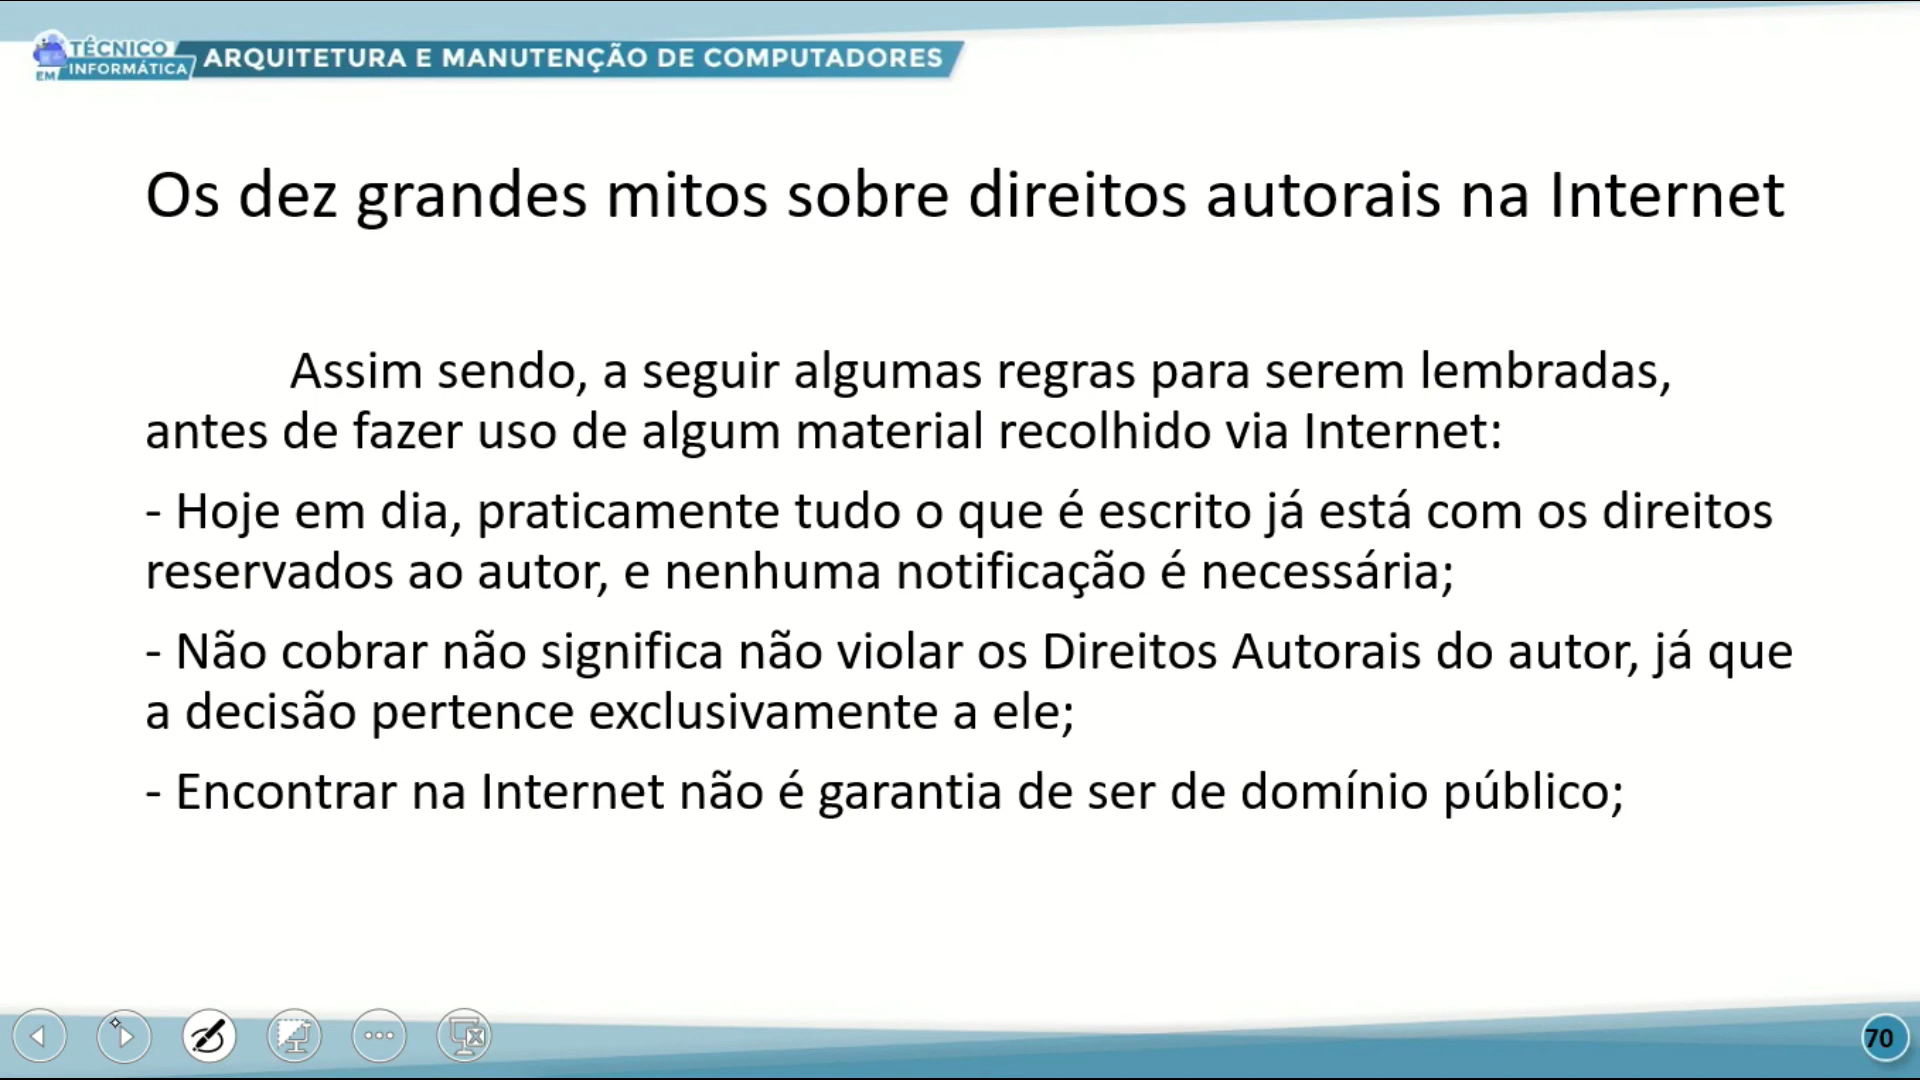 TÉCNICO
EM INFORMÁTICA
ARQUITETURA E MANUTENÇÃO DE COMPUTADORES
Os dez grandes mitos sobre direitos autorais na Internet
Assim sendo, a seguir algumas regras para serem lembradas,
antes de fazer uso de algum material recolhido via Internet:
- Hoje em dia, praticamente tudo o que é escrito já está com os direitos
reservados ao autor, e nenhuma notificação é necessária;
- Não cobrar não significa não violar os Direitos Autorais do autor, já que
a decisão pertence exclusivamente a ele;
- Encontrar na Internet não é garantia de ser de domínio público;
70